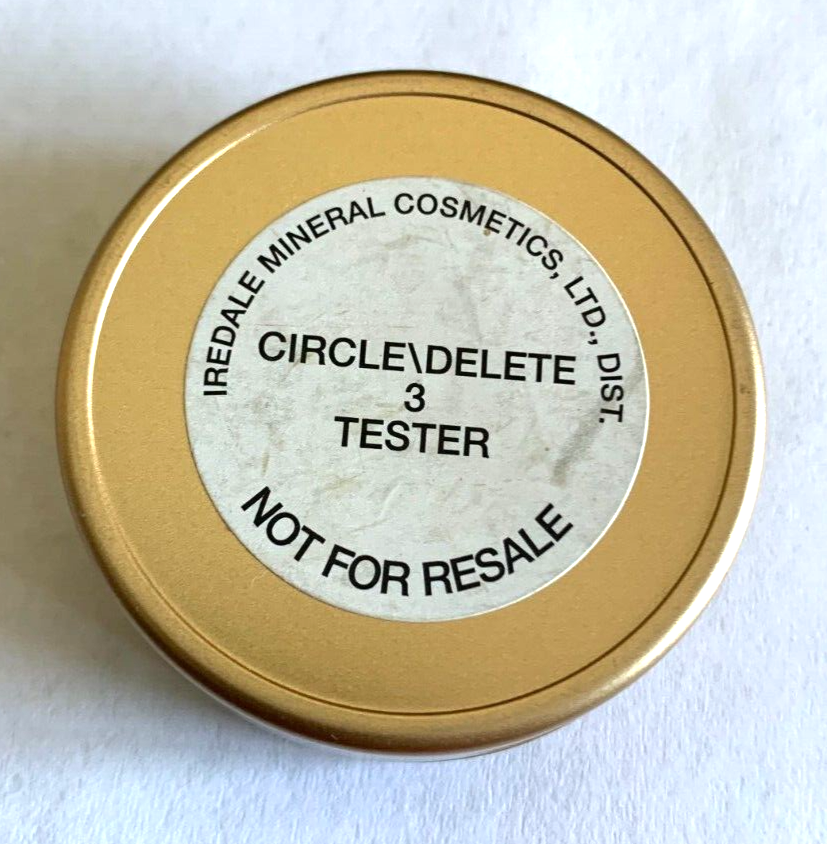 IREDALE MINERAL COSMETICS, LTD., DIST.
CIRCLE\DELETE
3
TESTER
NOT FOR RESALE